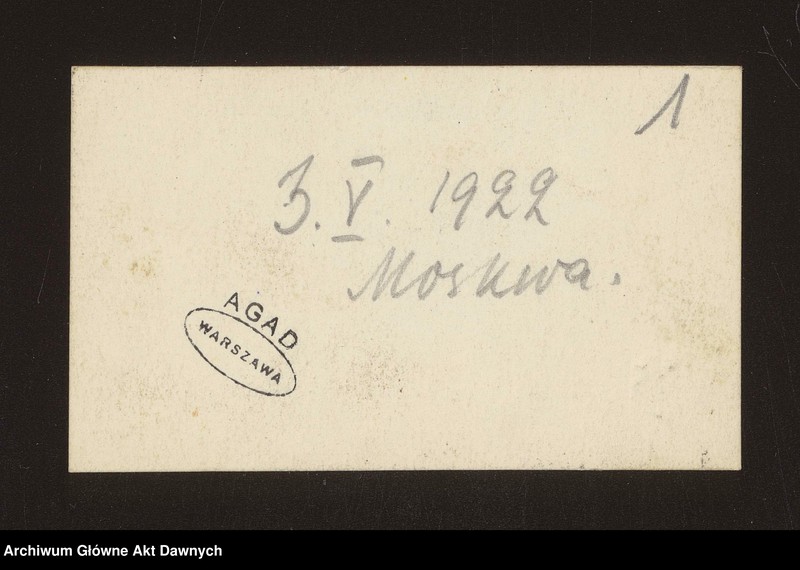 1
3. V. 1922
Moskwa.
AGAD
WARSZAWA
Archiwum Główne Akt Dawnych